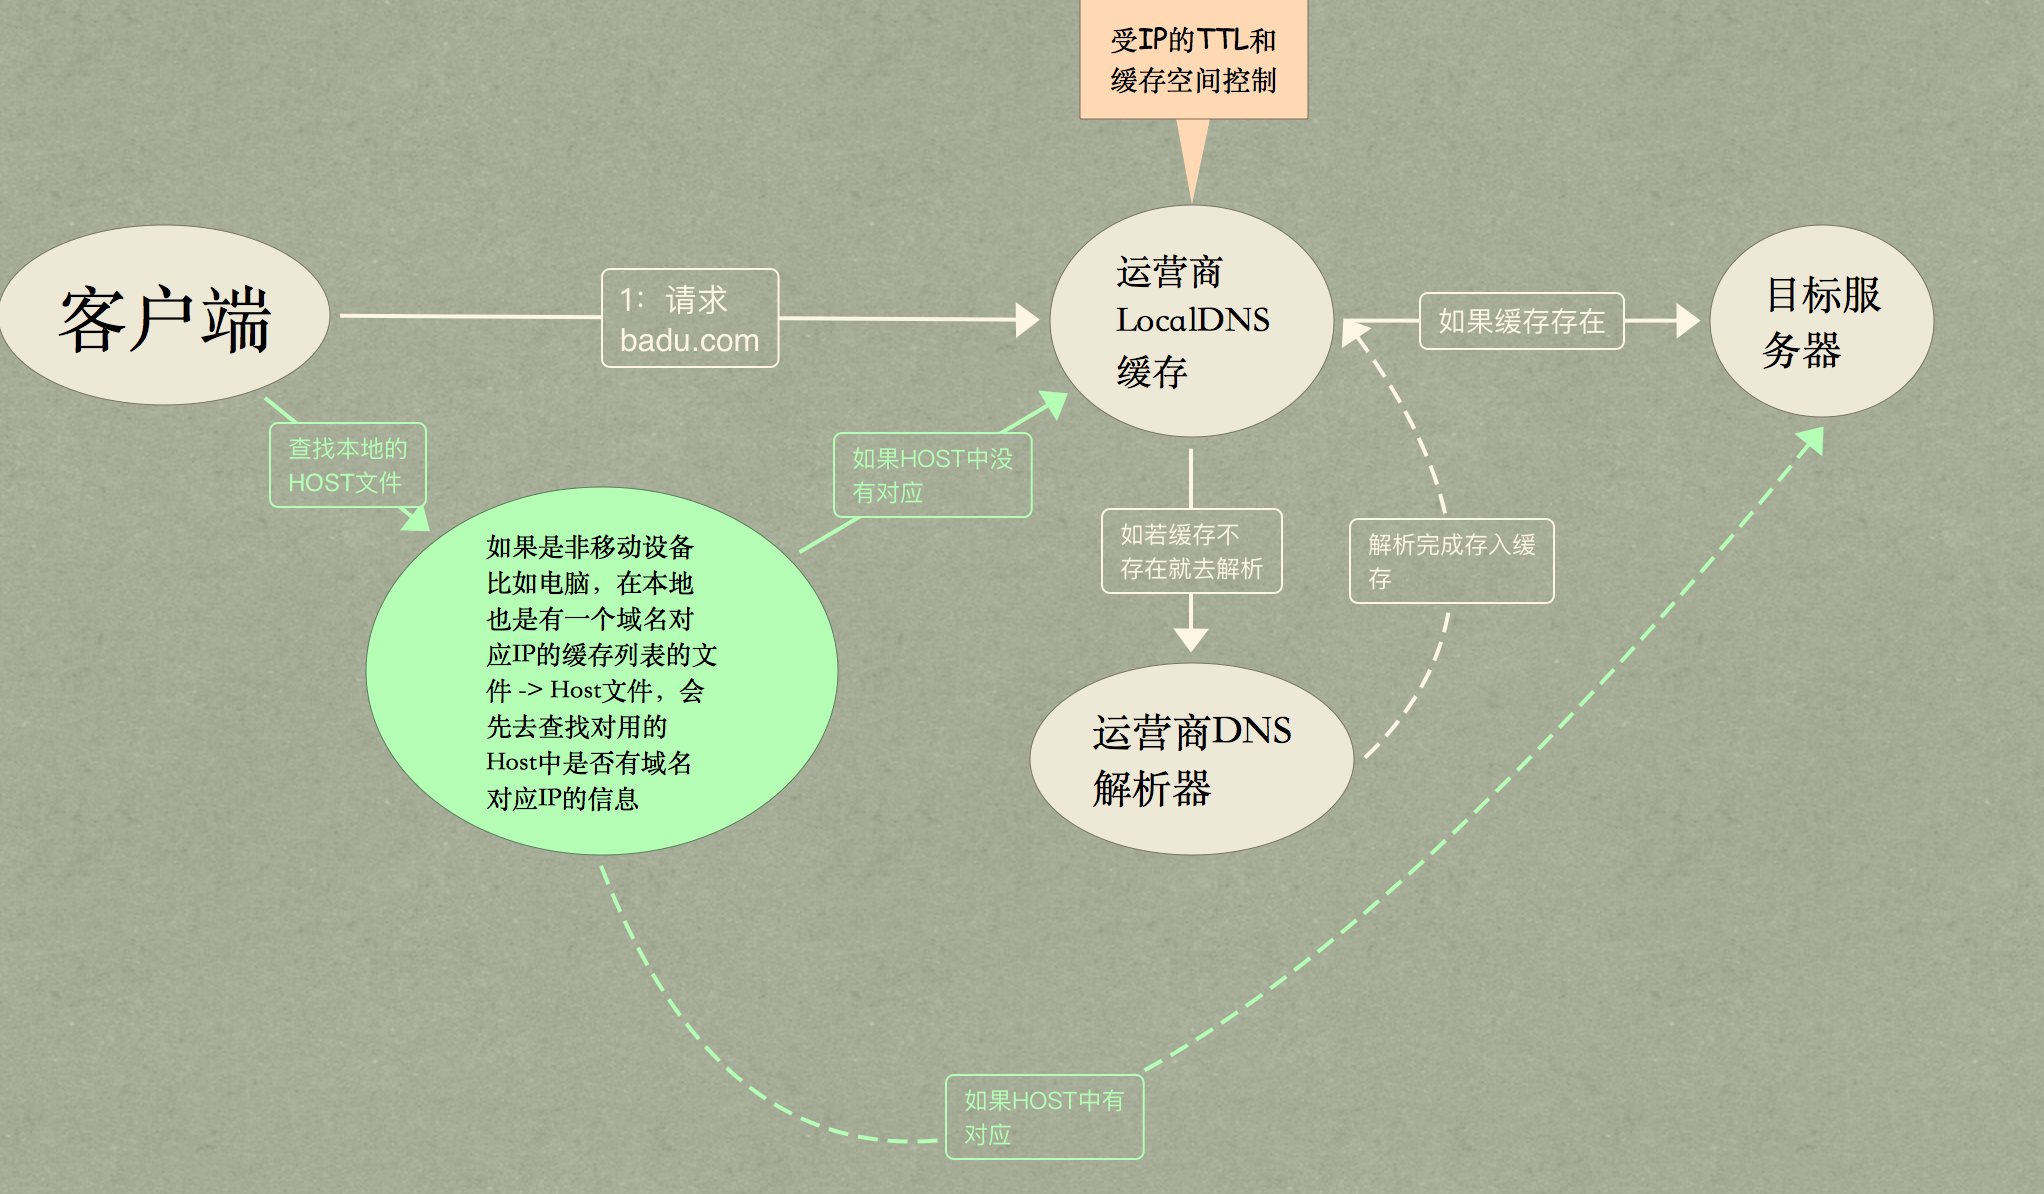 受IP的TTL和
缓存空间控制
客户端
1：请求
badu.com
运营商
LocalDNS
缓存
如果缓存存在
目标服
务器
查找本地的
HOST文件
如果HOST中没
有对应
如若缓存不
存在就去解析
解析完成存入缓
存
如果是非移动设备
比如电脑，在本地
也是有一个域名对
应IP的缓存列表的文
件 -> Host文件，会
先去查找对用的
Host中是否有域名
对应IP的信息
运营商DNS
解析器
如果HOST中有
对应